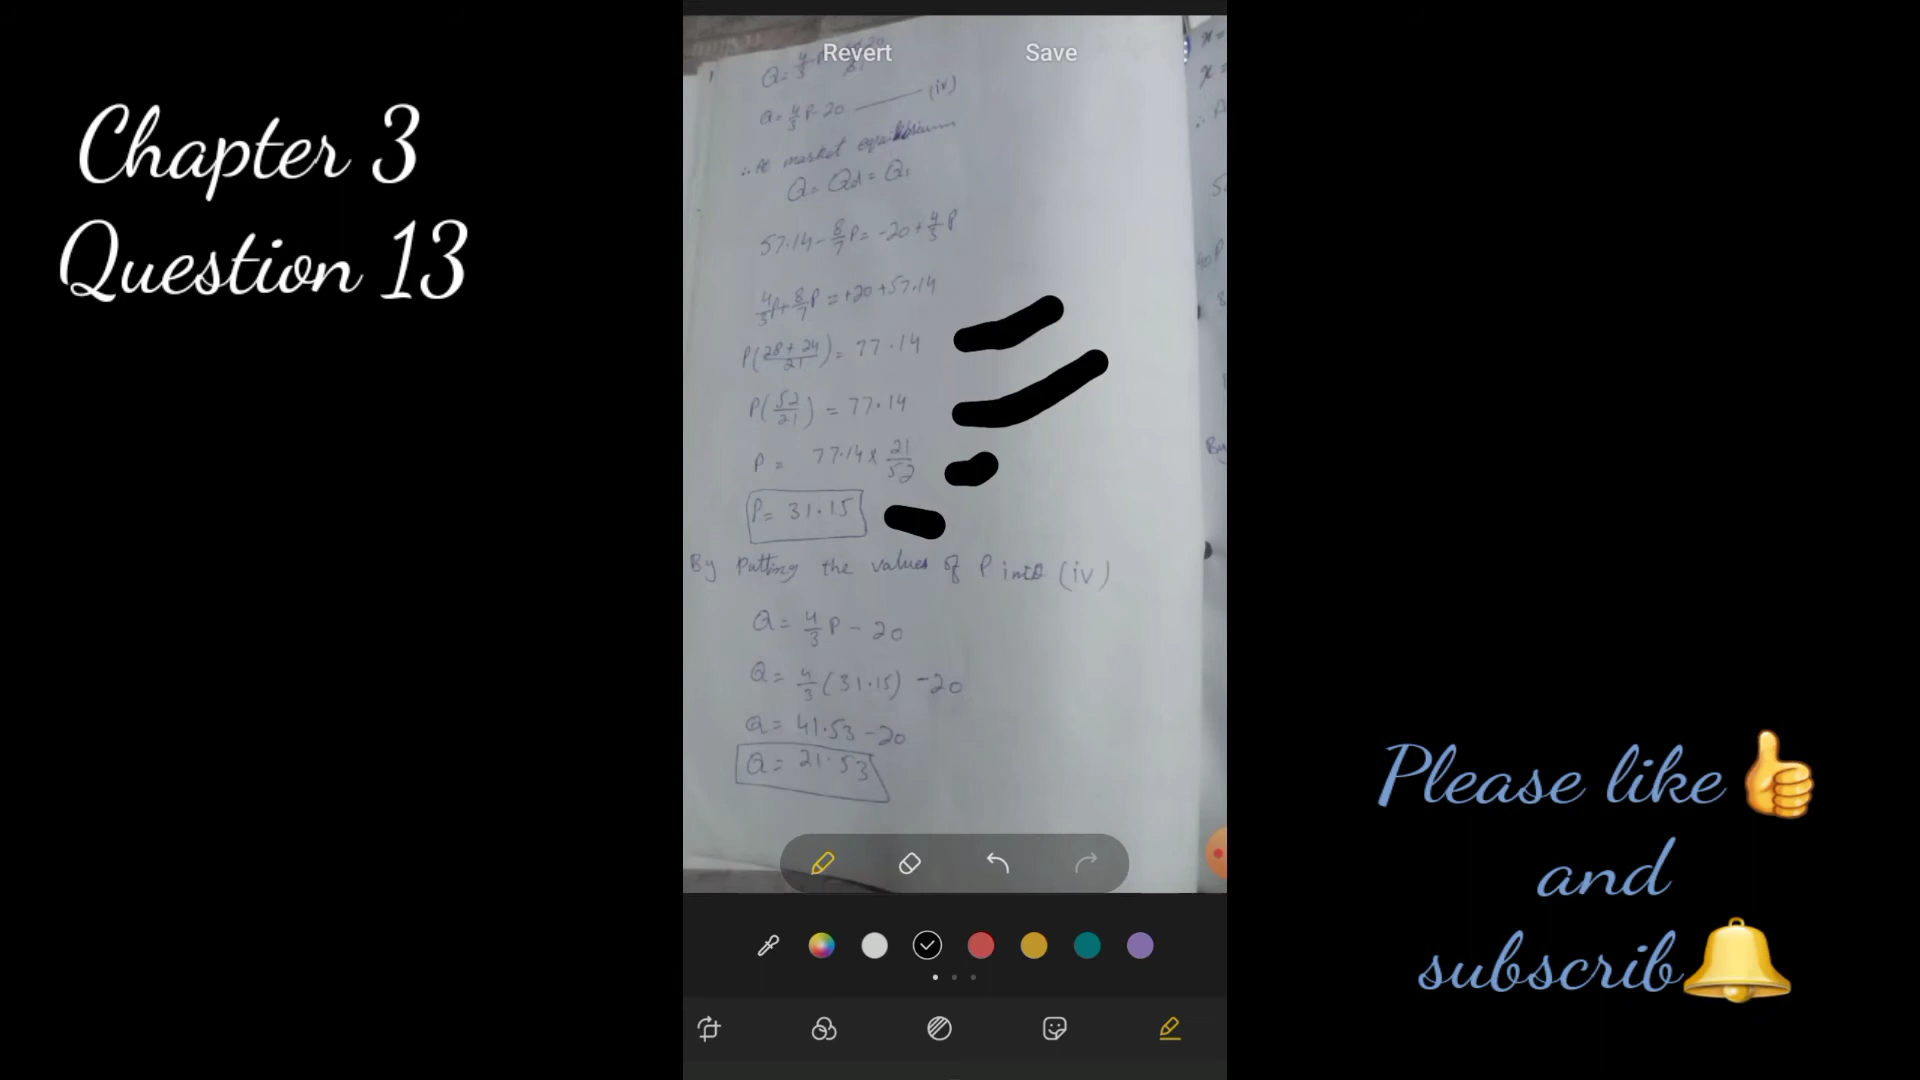 Chapter 3
Question 13
Revert
Save
Q = 4/3 P - 20 (iv)
∴ At market equilibrium
Q = Qd = Qs
57.14 - 8/7 P = -20 + 4/3 P
4/3 P + 8/7 P = +20 + 57.14
P(28 + 24/21) = 77.14
P(52/21) = 77.14
P = 77.14 x 21/52
P = 31.15
By Putting the values of P into (iv)
Q = 4/3 P - 20
Q = 4/3 (31.15) - 20
Q = 41.53 - 20
Q = 21.53
Please like
and
subscrib